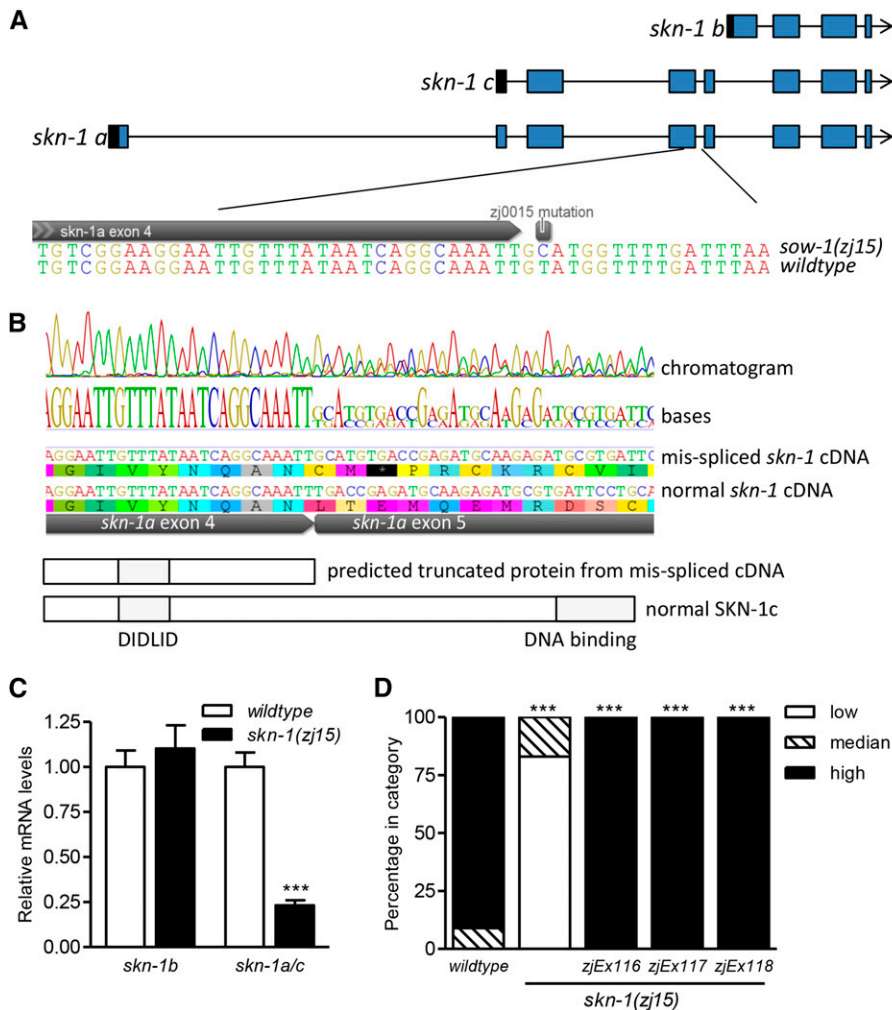 A
skn-1 b
skn-1 c
skn-1 a
zj0015 mutation
skn-1a exon 4
TGTCGGAAGGAATTGTTTATAATCAGGCAAATTGCATGGTTTTGATTTAA sow-1(zj15)
TGTCGGAAGGAATTGTTTATAATCAGGCAAATTGTATGGTTTTGATTTAA wildtype
B
chromatogram
AGGAATTGTTTATAATCAGGCAAATT bases
AGGAATTGTTTATAATCAGGCAAATTGCATGTGACCGAGATGCAAGAGATGCGTGATTC mis-spliced skn-1 cDNA
G I V Y N Q A N C M * P R C K R C V I
AGGAATTGTTTATAATCAGGCAAATTTGACCGAGATGCAAGAGATGCGTGATTCCTGCA normal skn-1 cDNA
G I V Y N Q A N L T E M Q E M R D S C
skn-1a exon 4 skn-1a exon 5
predicted truncated protein from mis-spliced cDNA
normal SKN-1c
DIDLID DNA binding
C
Relative mRNA levels
1.25
1.00
0.75
0.50
0.25
0.00
wildtype
skn-1(zj15)
***
skn-1b skn-1a/c
D
Percentage in category
100
75
50
25
0
*** *** *** ***
low
median
high
wildtype zjEx116 zjEx117 zjEx118
skn-1(zj15)